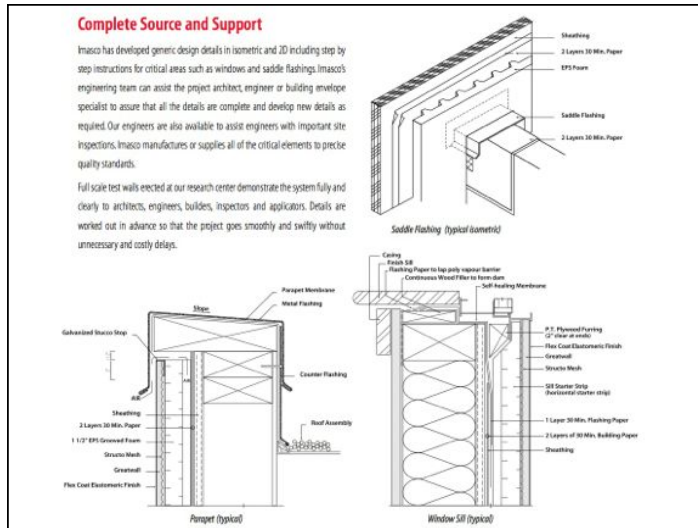 Complete Source and Support
Imasco has developed generic design details in isometric and 2D including step by
step instructions for critical areas such as windows and saddle flashings. Imasco's
engineering team can assist the project architect, engineer or building envelope
specialist to assure that all the details are complete and develop new details as
required. Our engineers are also available to assist engineers with important site
inspections. Imasco manufactures or supplies all of the critical elements to precise
quality standards.
Full scale test walls erected at our research center demonstrate the system fully and
clearly to architects, engineers, builders, inspectors and applicators. Details are
worked out in advance so that the project goes smoothly and swiftly without
unnecessary and costly delays.
Sheathing
2 Layers 30 Min. Paper
EPS Foam
Saddle Flashing
2 Layers 30 Min. Paper
Saddle Flashing (typical isometric)
Slope
Parapet Membrane
Metal Flashing
Galvanized Stucco Stop
AIR
AIR
Counter Flashing
Sheathing
2 Layers 30 Min. Paper
1 1/2" EPS Grooved Foam
Structo Mesh
Greatwall
Flex Coat Elastomeric Finish
Roof Assembly
Parapet (typical)
Casing
Finish Sill
Flashing Paper to lap poly vapour barrier
Continuous Wood Filler to form dam
Self-healing Membrane
P.T. Plywood Furring
(2" clear at ends)
Flex Coat Elastomeric Finish
Greatwall
Structo Mesh
Sill Starter Strip
(horizontal starter strip)
1 Layer 30 Min. Flashing Paper
2 Layers of 30 Min. Building Paper
Sheathing
Window Sill (typical)